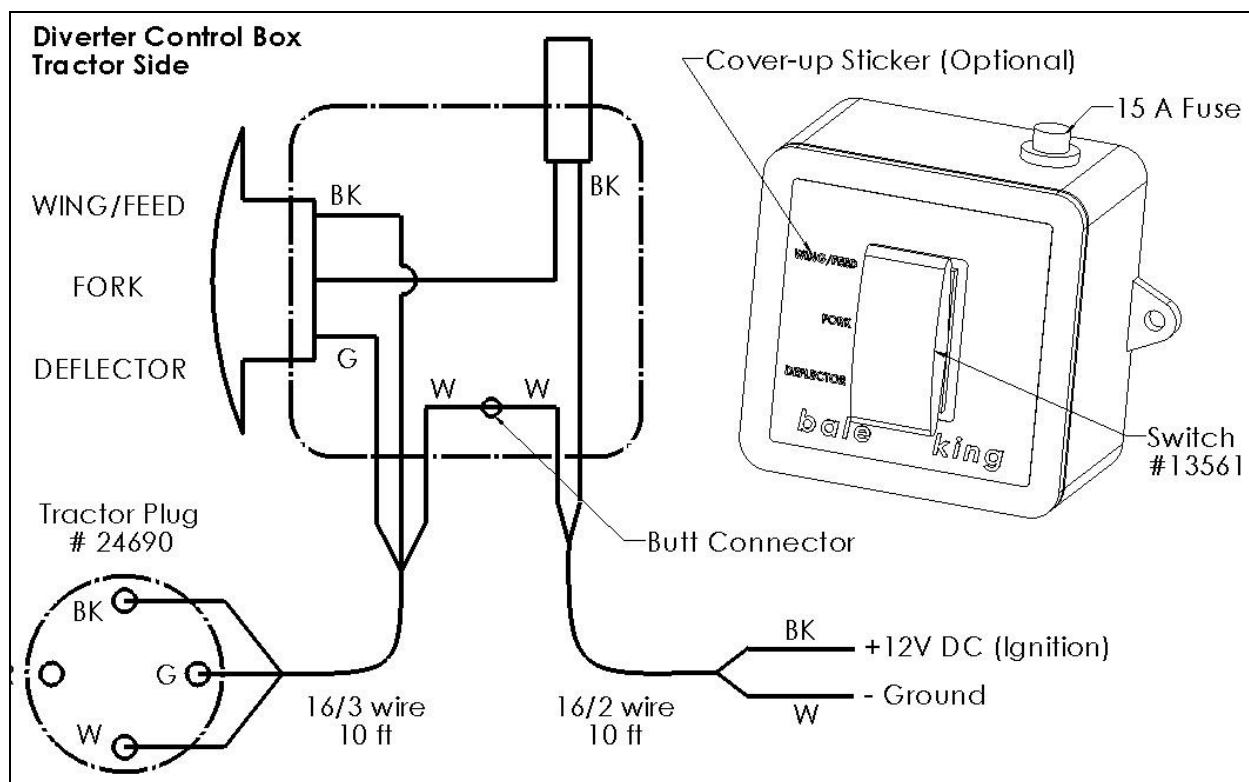 Diverter Control Box
Tractor Side
Cover-up Sticker (Optional)
15 A Fuse
WING/FEED
FORK
DEFLECTOR
BK
BK
G
W
W
WING/FEED
FORK
DEFLECTOR
bale king
Switch
#13561
Butt Connector
Tractor Plug
# 24690
BK
G
W
16/3 wire
10 ft
16/2 wire
10 ft
BK
+12V DC (Ignition)
- Ground
W